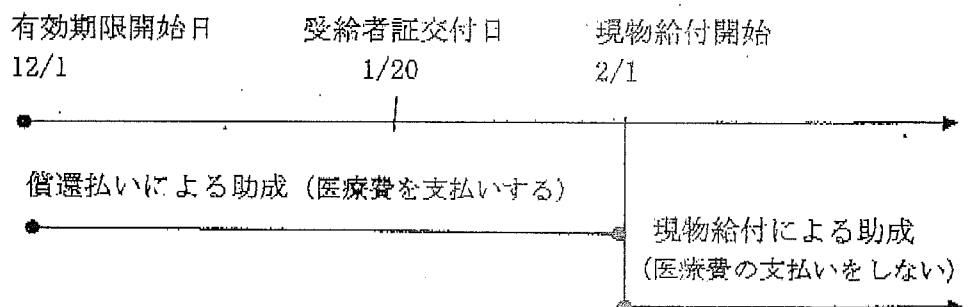 有効期限開始日　受給者証交付日　現物給付開始
12/1　1/20　2/1
償還払いによる助成（医療費を支払いする）
現物給付による助成
（医療費の支払いをしない）